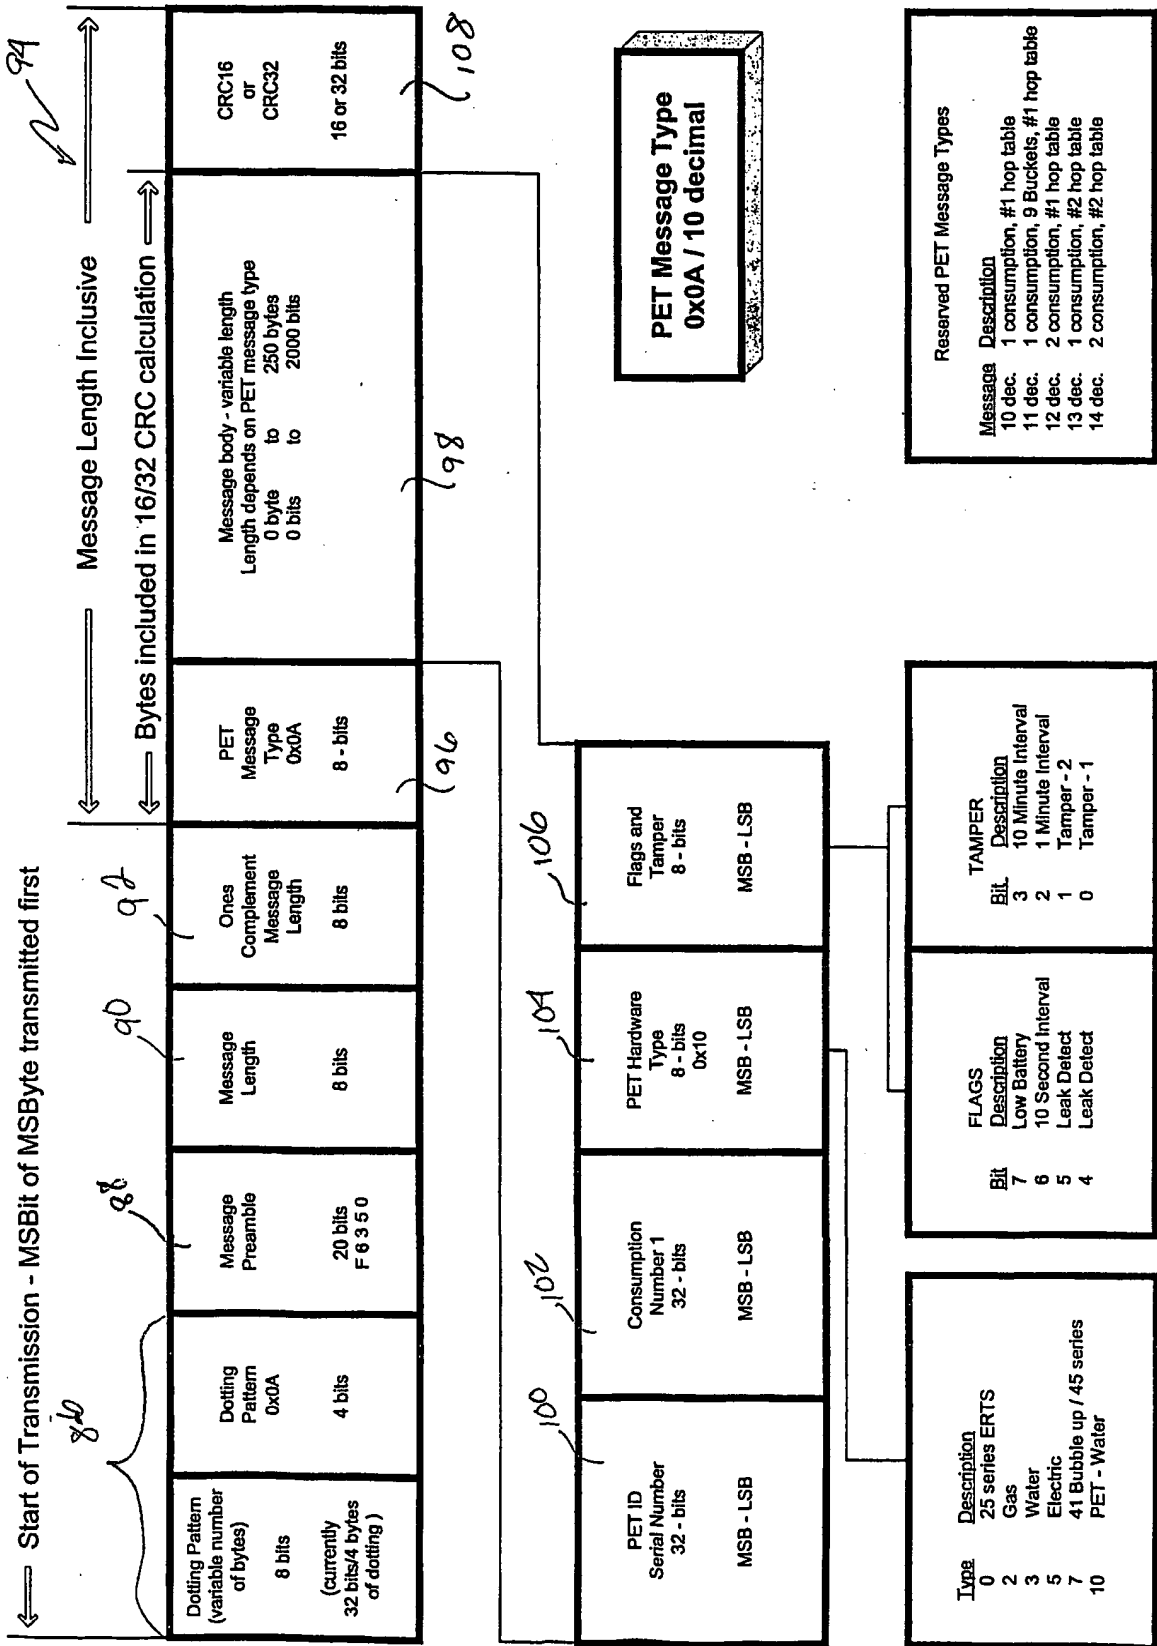 Start of Transmission - MSBit of MSByte transmitted first
94
Message Length Inclusive
Bytes included in 16/32 CRC calculation
86
Dotting Pattern
(variable number
of bytes)
8 bits
(currently
32 bits/4 bytes
of dotting )
Dotting
Pattern
0x0A
4 bits
88
Message
Preamble
20 bits
F 6 3 5 0
90
Message
Length
8 bits
92
Ones
Complement
Message
Length
8 bits
PET
Message
Type
0x0A
8 - bits
96
Message body - variable length
Length depends on PET message type
0 byte to 250 bytes
0 bits to 2000 bits
98
CRC16
or
CRC32
16 or 32 bits
108
100
PET ID
Serial Number
32 - bits
MSB - LSB
102
Consumption
Number 1
32 - bits
MSB - LSB
104
PET Hardware
Type
8 - bits
0x10
MSB - LSB
106
Flags and
Tamper
8 - bits
MSB - LSB
PET Message Type
0x0A / 10 decimal
Type Description
0 25 series ERTS
2 Gas
3 Water
5 Electric
7 41 Bubble up / 45 series
10 PET - Water
FLAGS
Bit Description
7 Low Battery
6 10 Second Interval
5 Leak Detect
4 Leak Detect
TAMPER
Bit Description
3 10 Minute Interval
2 1 Minute Interval
1 Tamper - 2
0 Tamper - 1
Reserved PET Message Types
Message Description
10 dec. 1 consumption, #1 hop table
11 dec. 1 consumption, 9 Buckets, #1 hop table
12 dec. 2 consumption, #1 hop table
13 dec. 1 consumption, #2 hop table
14 dec. 2 consumption, #2 hop table